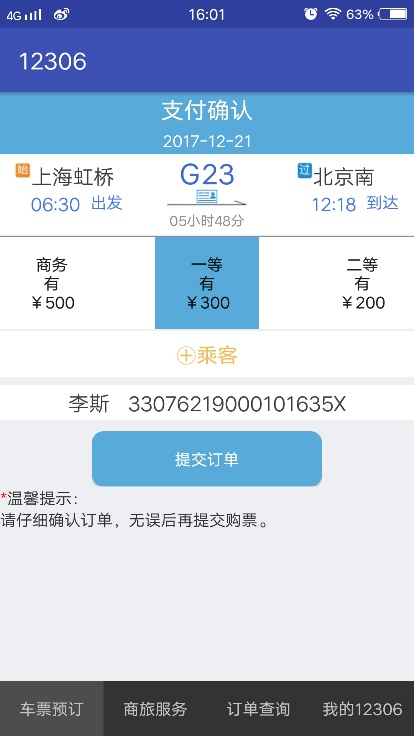 4G 16:01 63%
12306
支付确认
2017-12-21
始 上海虹桥 G23 过 北京南
06:30 出发 12:18 到达
05小时48分
商务 一等 二等
有 有 有
￥500 ￥300 ￥200
乘客
李斯 33076219000101635X
提交订单
*温馨提示：
请仔细确认订单，无误后再提交购票。
车票预订 商旅服务 订单查询 我的12306